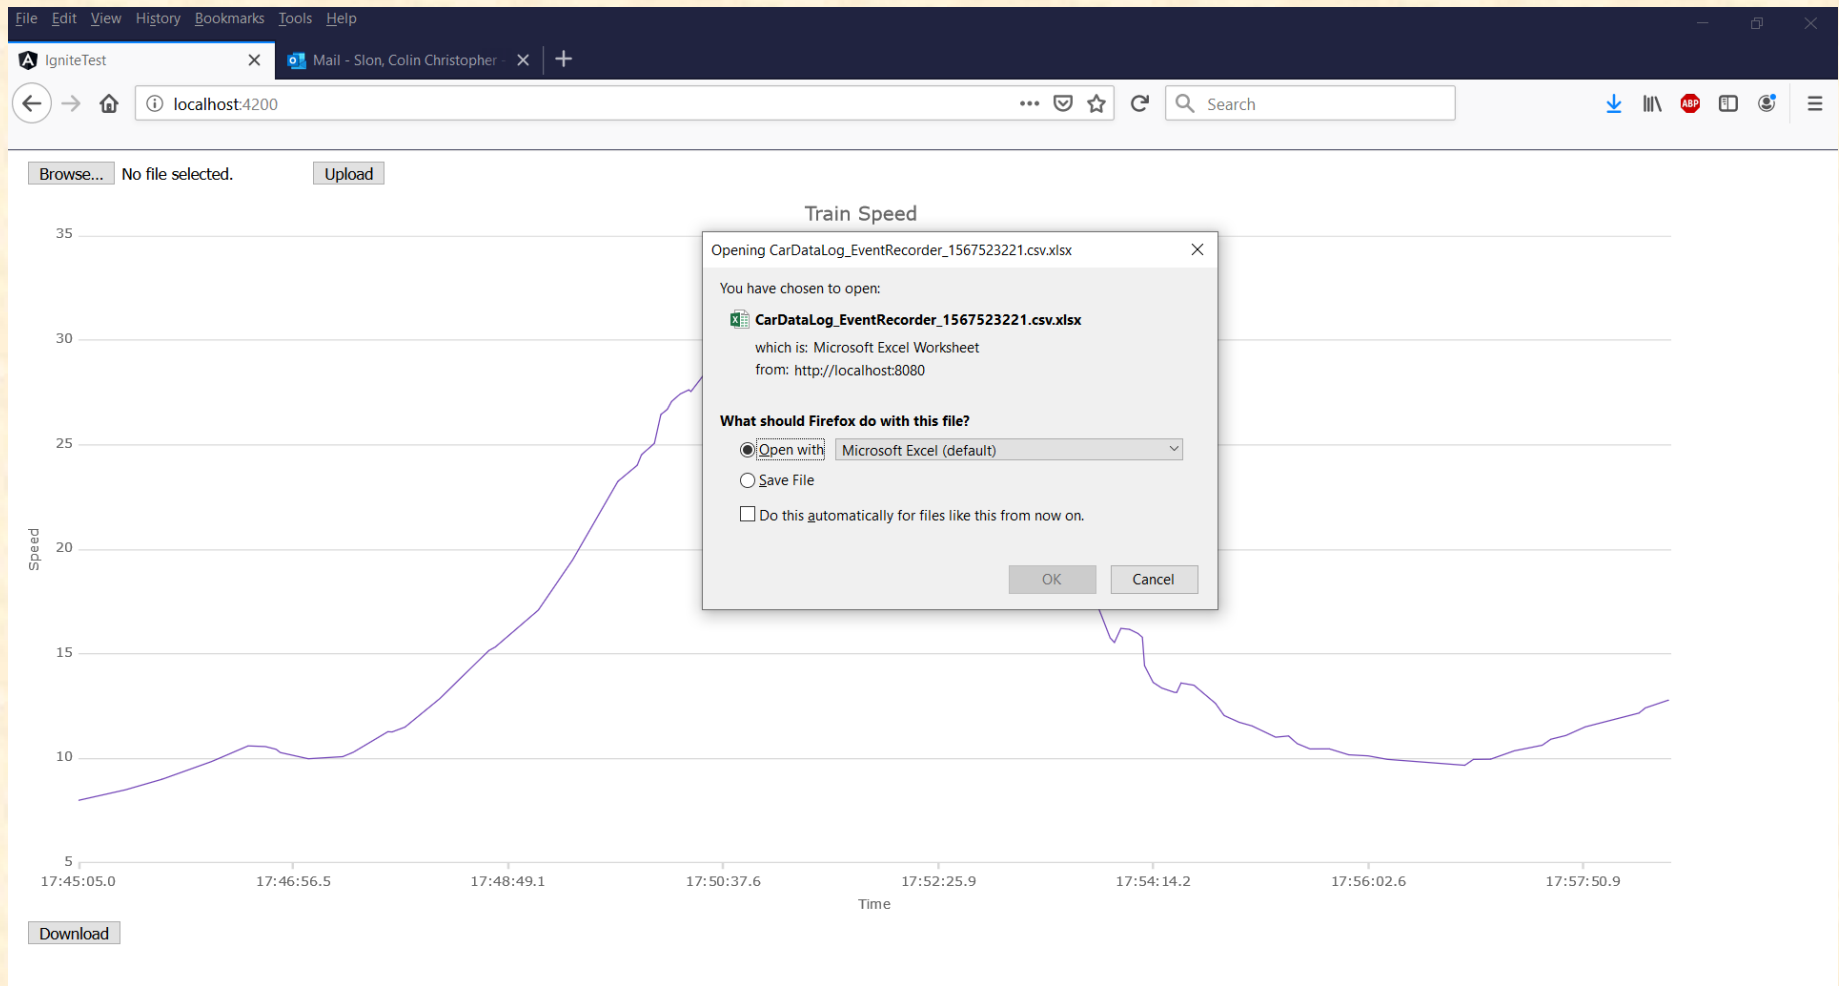 File Edit View History Bookmarks Tools Help
IgniteTest
Mail - Slon, Colin Christopher -
localhost:4200
Search
ABP
Browse... No file selected. Upload
Train Speed
35
30
25
20
15
10
5
Speed
17:45:05.0 17:46:56.5 17:48:49.1 17:50:37.6 17:52:25.9 17:54:14.2 17:56:02.6 17:57:50.9
Time
Download
Opening CarDataLog_EventRecorder_1567523221.csv.xlsx
You have chosen to open:
CarDataLog_EventRecorder_1567523221.csv.xlsx
which is: Microsoft Excel Worksheet
from: http://localhost:8080
What should Firefox do with this file?
Open with Microsoft Excel (default)
Save File
Do this automatically for files like this from now on.
OK Cancel